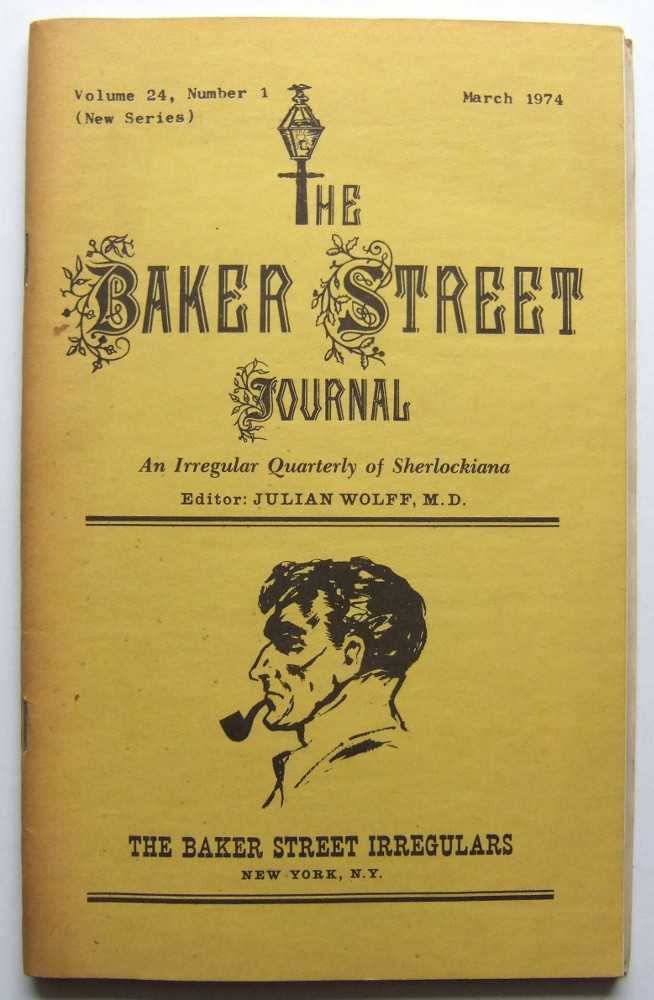 Volume 24, Number 1
(New Series)
March 1974
THE
BAKER STREET
JOURNAL
An Irregular Quarterly of Sherlockiana
Editor: JULIAN WOLFF, M.D.
THE BAKER STREET IRREGULARS
NEW YORK, N.Y.